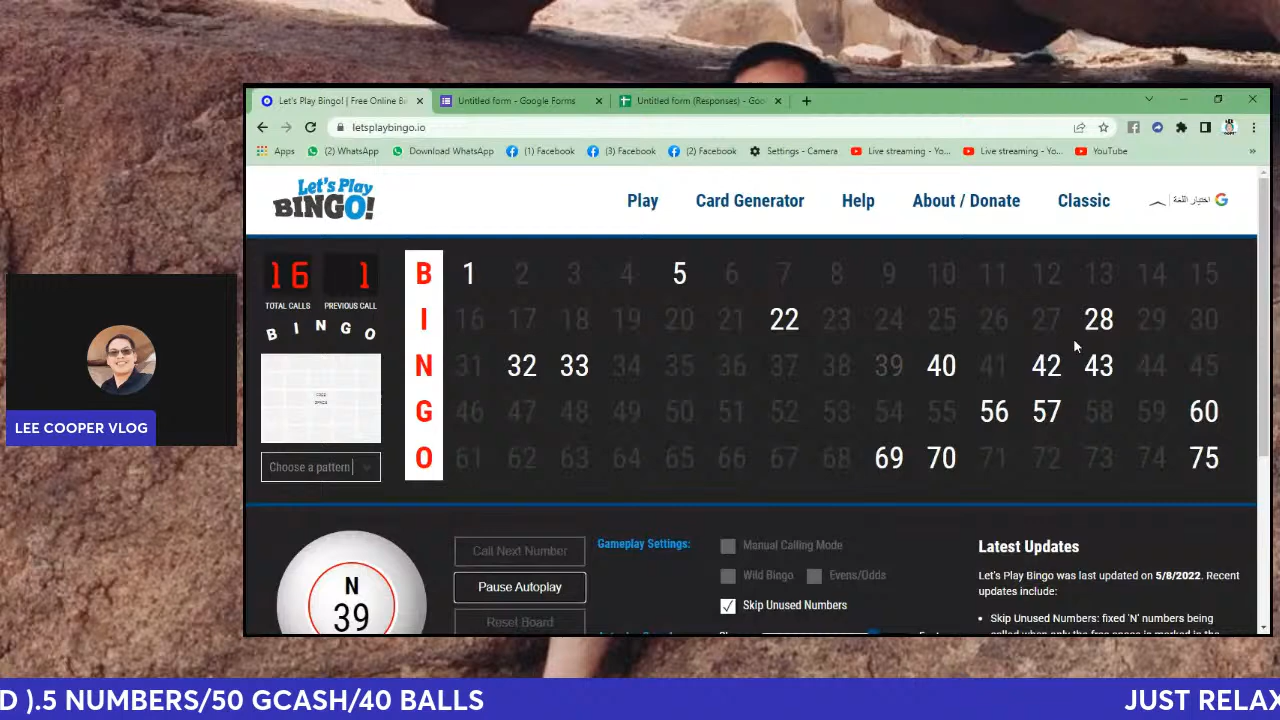 Let's Play Bingo! | Free Online B
Untitled form - Google Forms
Untitled form (Responses) - Goo
letsplaybingo.io
Apps
(2) WhatsApp
Download WhatsApp
(1) Facebook
(3) Facebook
(2) Facebook
Settings - Camera
Live streaming - Yo...
Live streaming - Yo...
YouTube
Let's Play
BINGO!
Play
Card Generator
Help
About / Donate
Classic
اختيار اللغة
16
1
TOTAL CALLS
PREVIOUS CALL
BINGO
FREE
SPACE
Choose a pattern
B 1 2 3 4 5 6 7 8 9 10 11 12 13 14 15
I 16 17 18 19 20 21 22 23 24 25 26 27 28 29 30
N 31 32 33 34 35 36 37 38 39 40 41 42 43 44 45
G 46 47 48 49 50 51 52 53 54 55 56 57 58 59 60
O 61 62 63 64 65 66 67 68 69 70 71 72 73 74 75
N
39
Call Next Number
Pause Autoplay
Reset Board
Gameplay Settings:
Manual Calling Mode
Wild Bingo
Evens/Odds
Skip Unused Numbers
Latest Updates
Let's Play Bingo was last updated on 5/8/2022. Recent
updates include:
Skip Unused Numbers: fixed 'N' numbers being
LEE COOPER VLOG
D ).5 NUMBERS/50 GCASH/40 BALLS
JUST RELAX